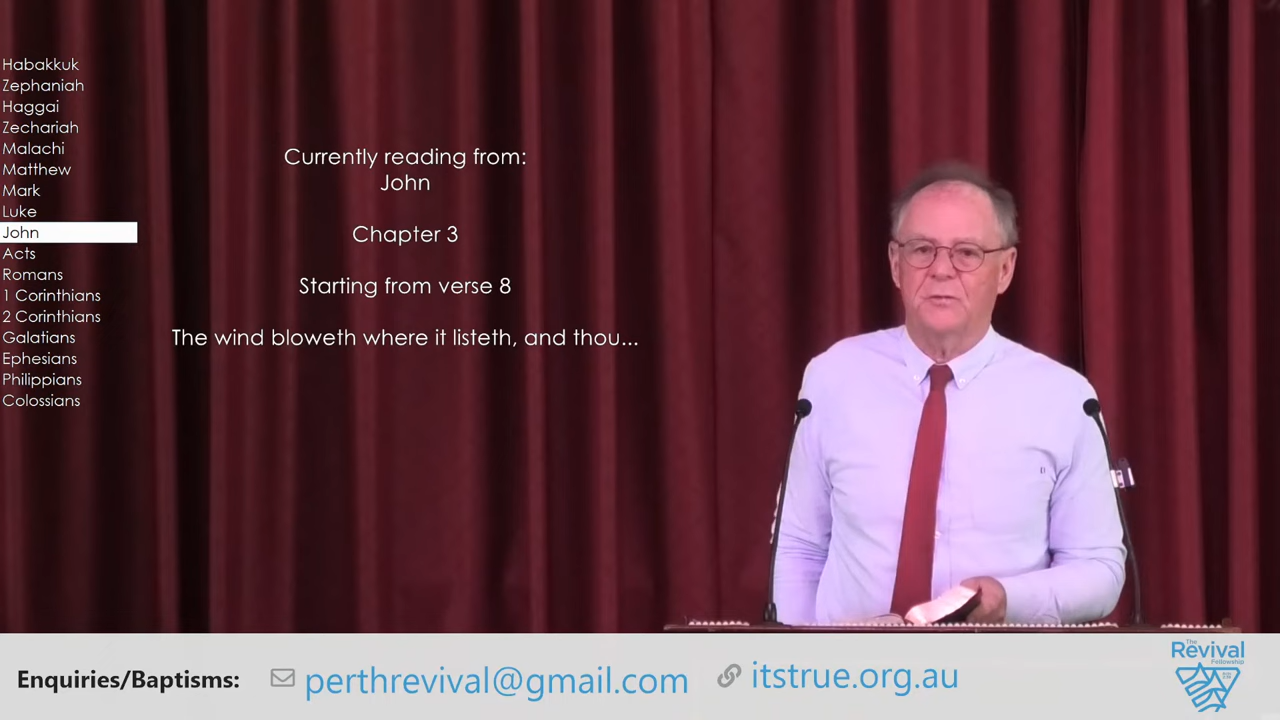 Habakkuk
Zephaniah
Haggai
Zechariah
Malachi
Matthew
Mark
Luke
John
Acts
Romans
1 Corinthians
2 Corinthians
Galatians
Ephesians
Philippians
Colossians
Currently reading from:
John
Chapter 3
Starting from verse 8
The wind bloweth where it listeth, and thou...
Enquiries/Baptisms:
perthrevival@gmail.com
itstrue.org.au
The
Revival
Fellowship